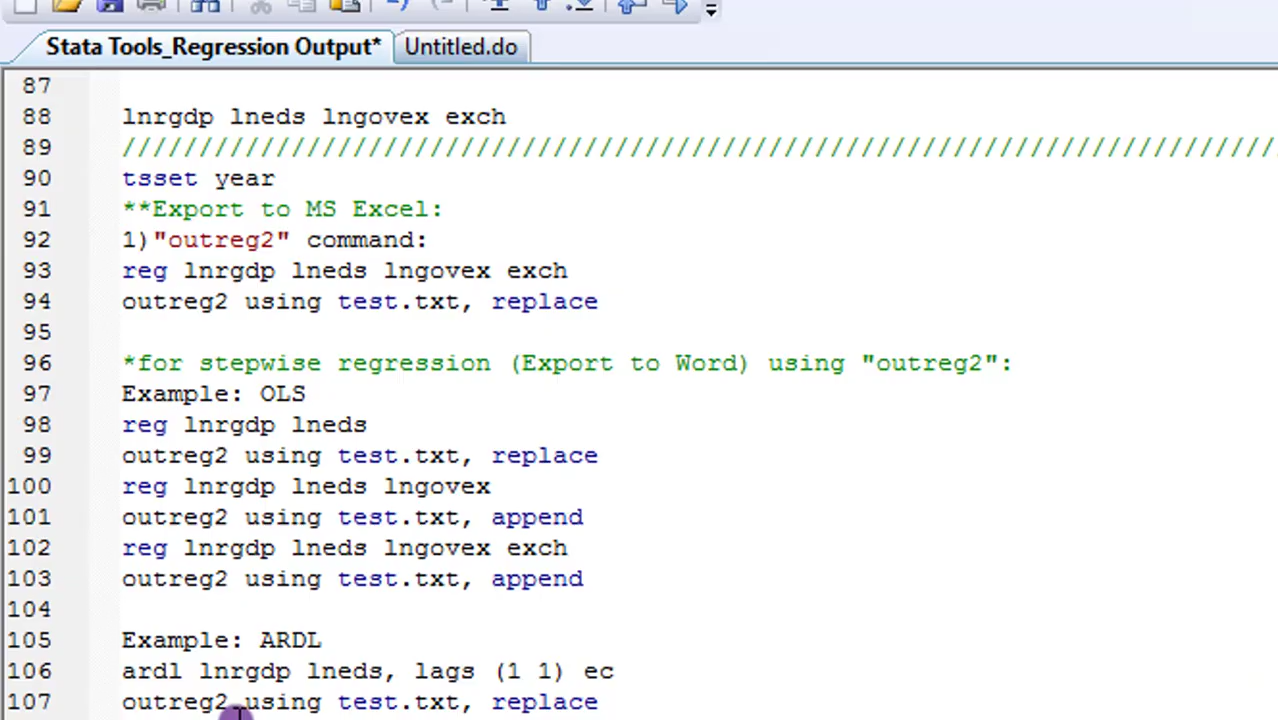 Stata Tools_Regression Output* Untitled.do
87
88 lnrgdp lneds lngovex exch
89 ///////////////////////////////////////////////////////////////////////////
90 tsset year
91 **Export to MS Excel:
92 1)"outreg2" command:
93 reg lnrgdp lneds lngovex exch
94 outreg2 using test.txt, replace
95
96 *for stepwise regression (Export to Word) using "outreg2":
97 Example: OLS
98 reg lnrgdp lneds
99 outreg2 using test.txt, replace
100 reg lnrgdp lneds lngovex
101 outreg2 using test.txt, append
102 reg lnrgdp lneds lngovex exch
103 outreg2 using test.txt, append
104
105 Example: ARDL
106 ardl lnrgdp lneds, lags (1 1) ec
107 outreg2 using test.txt, replace